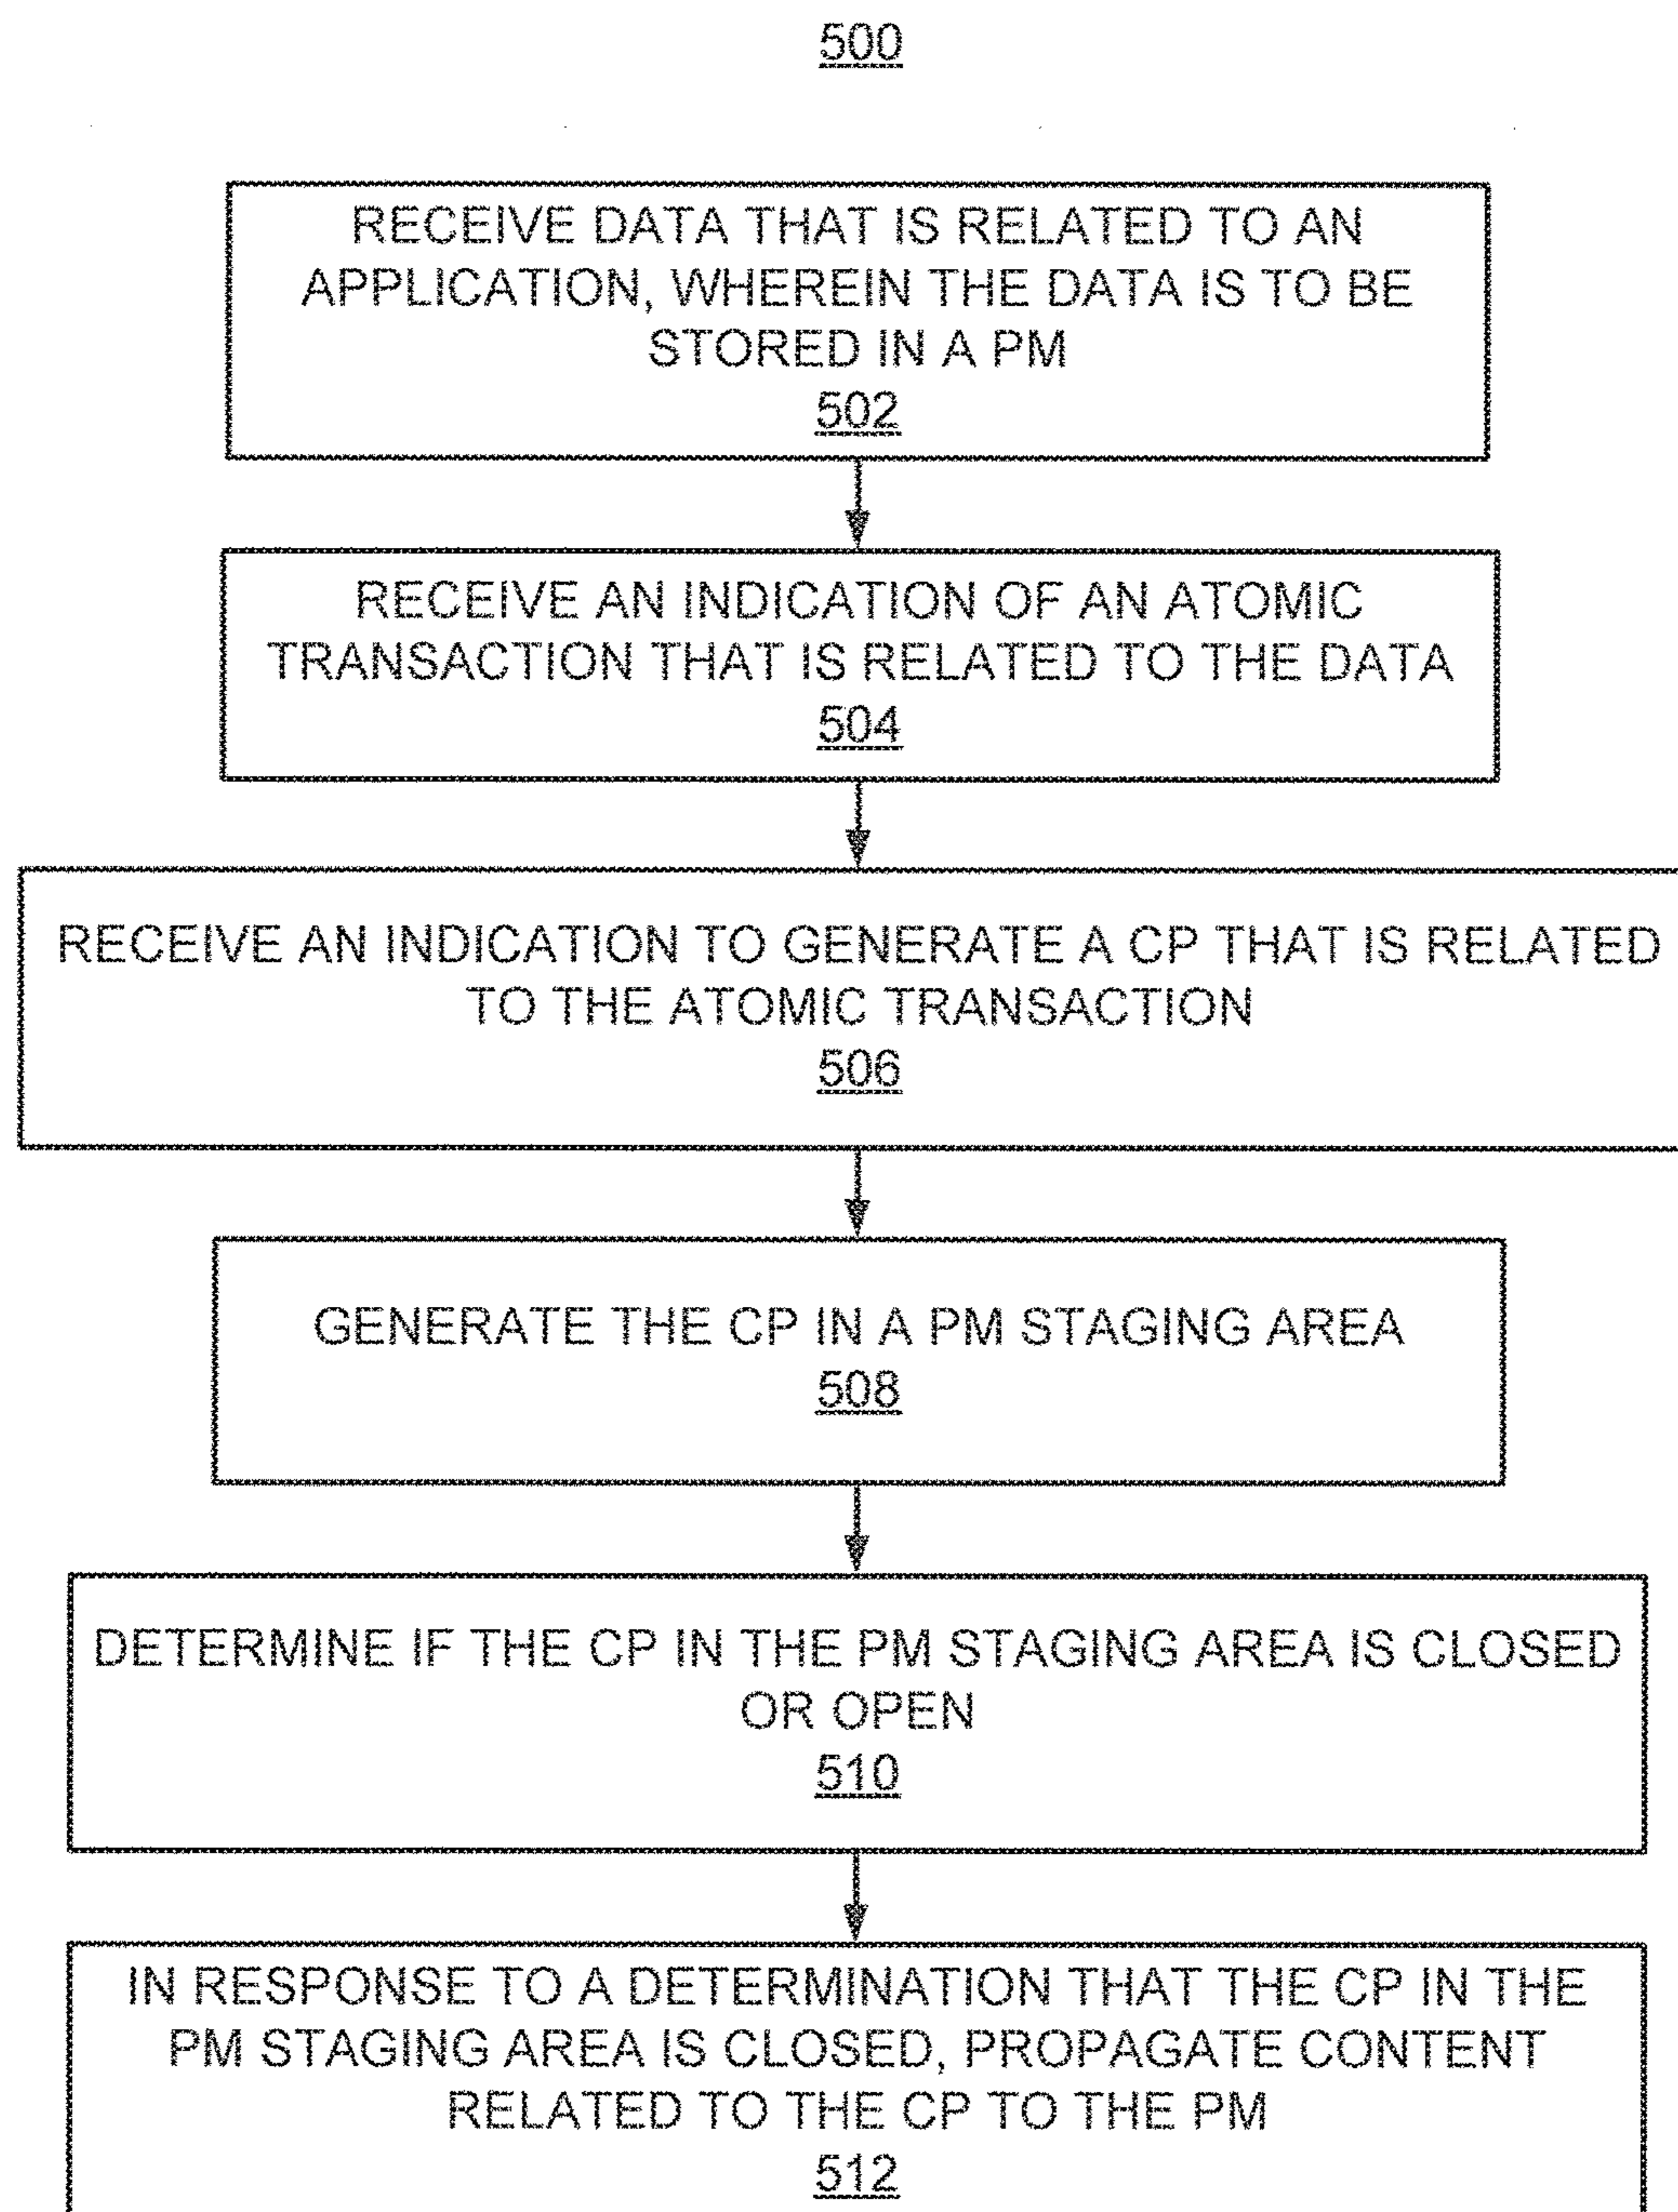 500
RECEIVE DATA THAT IS RELATED TO AN
APPLICATION, WHEREIN THE DATA IS TO BE
STORED IN A PM
502
RECEIVE AN INDICATION OF AN ATOMIC
TRANSACTION THAT IS RELATED TO THE DATA
504
RECEIVE AN INDICATION TO GENERATE A CP THAT IS RELATED
TO THE ATOMIC TRANSACTION
506
GENERATE THE CP IN A PM STAGING AREA
508
DETERMINE IF THE CP IN THE PM STAGING AREA IS CLOSED
OR OPEN
510
IN RESPONSE TO A DETERMINATION THAT THE CP IN THE
PM STAGING AREA IS CLOSED, PROPAGATE CONTENT
RELATED TO THE CP TO THE PM
512